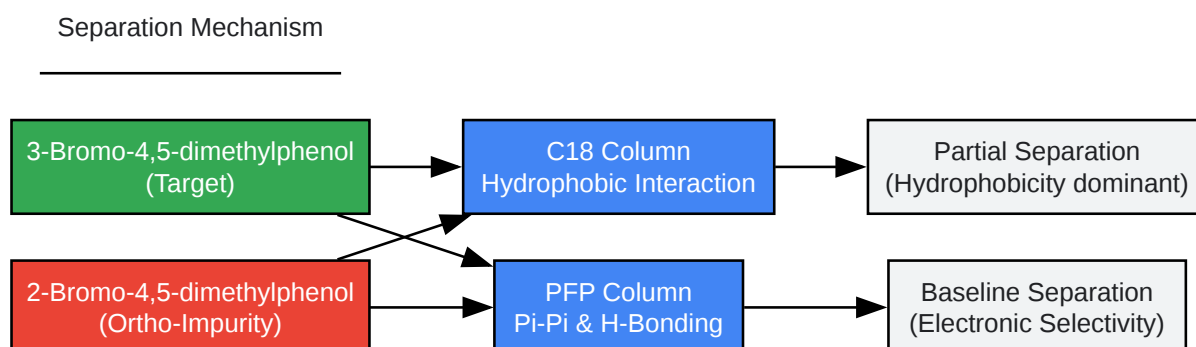 Separation Mechanism
3-Bromo-4,5-dimethylphenol
(Target)
C18 Column
Hydrophobic Interaction
Partial Separation
(Hydrophobicity dominant)
2-Bromo-4,5-dimethylphenol
(Ortho-Impurity)
PFP Column
Pi-Pi & H-Bonding
Baseline Separation
(Electronic Selectivity)